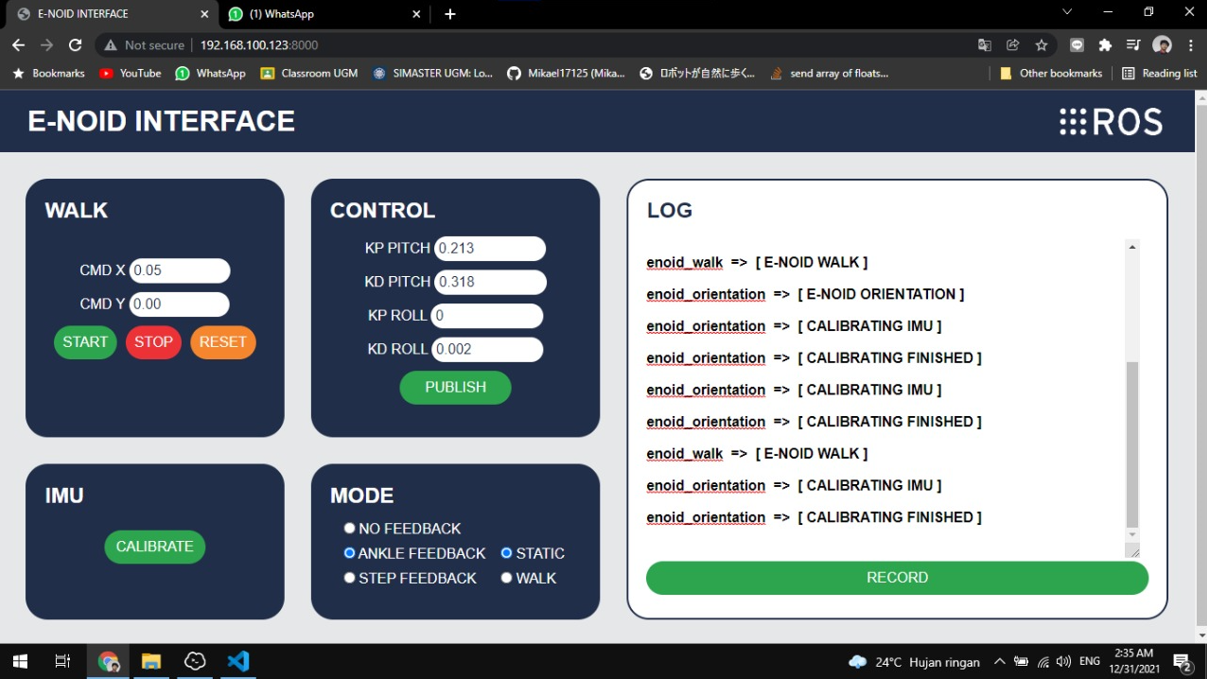 E-NOID INTERFACE
(1) WhatsApp
Not secure
192.168.100.123:8000
Bookmarks
YouTube
WhatsApp
Classroom UGM
SIMASTER UGM: Lo...
Mikael17125 (Mika...
ロボットが自然に歩く...
send array of floats...
Other bookmarks
Reading list
E-NOID INTERFACE
ROS
WALK
CMD X 0.05
CMD Y 0.00
START STOP RESET
CONTROL
KP PITCH 0.213
KD PITCH 0.318
KP ROLL 0
KD ROLL 0.002
PUBLISH
LOG
enoid_walk => [ E-NOID WALK ]
enoid_orientation => [ E-NOID ORIENTATION ]
enoid_orientation => [ CALIBRATING IMU ]
enoid_orientation => [ CALIBRATING FINISHED ]
enoid_orientation => [ CALIBRATING IMU ]
enoid_orientation => [ CALIBRATING FINISHED ]
enoid_walk => [ E-NOID WALK ]
enoid_orientation => [ CALIBRATING IMU ]
enoid_orientation => [ CALIBRATING FINISHED ]
RECORD
IMU
CALIBRATE
MODE
NO FEEDBACK
ANKLE FEEDBACK STATIC
STEP FEEDBACK WALK
24°C Hujan ringan
ENG
2:35 AM
12/31/2021
2